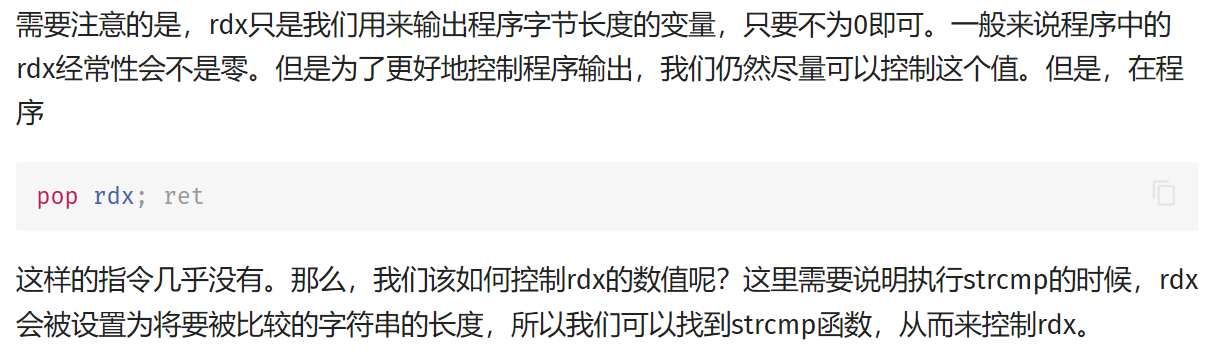 需要注意的是，rdx只是我们用来输出程序字节长度的变量，只要不为0即可。一般来说程序中的
rdx经常性会不是零。但是为了更好地控制程序输出，我们仍然尽量可以控制这个值。但是，在程
序
pop rdx; ret
这样的指令几乎没有。那么，我们该如何控制rdx的数值呢？这里需要说明执行strcmp的时候，rdx
会被设置为将要被比较的字符串的长度，所以我们可以找到strcmp函数，从而来控制rdx。